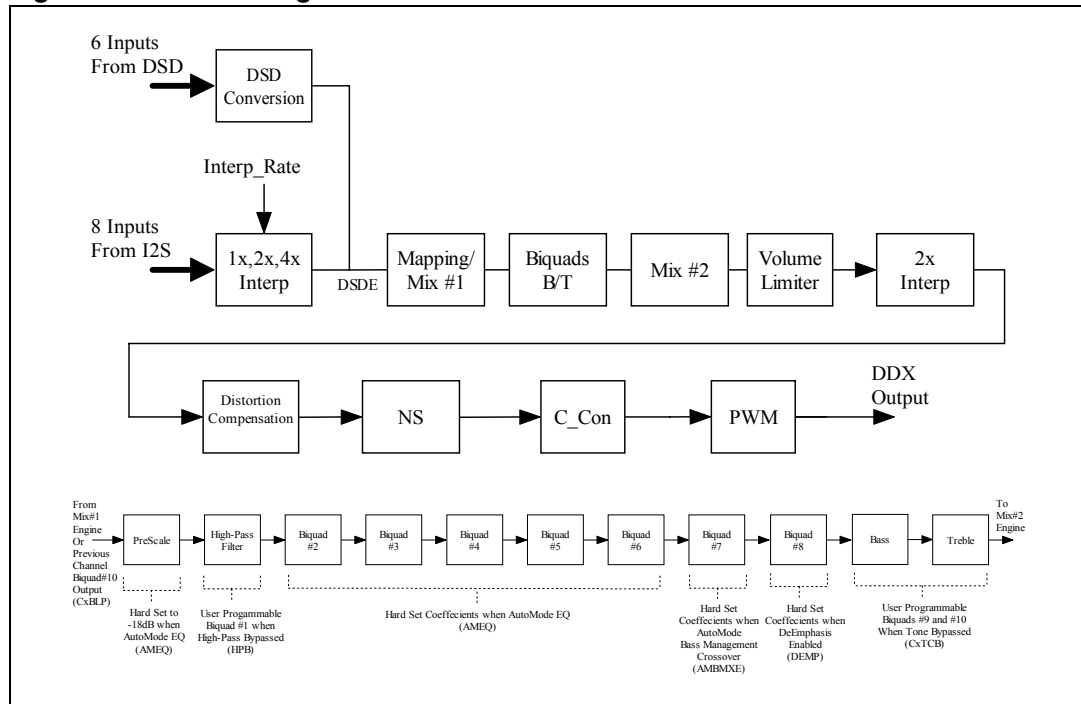 6 Inputs
From DSD
DSD
Conversion
Interp_Rate
8 Inputs
From I2S
1x,2x,4x
Interp
DSDE
Mapping/
Mix #1
Biquads
B/T
Mix #2
Volume
Limiter
2x
Interp
Distortion
Compensation
NS
C_Con
PWM
DDX
Output
From
Mix#1
Engine
Or
Previous
Channel
Biquad#10
Output
(CxBLP)
PreScale
High-Pass
Filter
Biquad
#2
Biquad
#3
Biquad
#4
Biquad
#5
Biquad
#6
Biquad
#7
Biquad
#8
Bass
Treble
To
Mix#2
Engine
Hard Set to
-18dB when
AutoMode EQ
(AMEQ)
User Progammable
Biquad #1 when
High-Pass Bypassed
(HPB)
Hard Set Coeffecients when AutoMode EQ
(AMEQ)
Hard Set
Coeffecients when
AutoMode
Bass Management
Crossover
(AMBMXE)
Hard Set
Coeffecients when
DeEmphasis
Enabled
(DEMP)
User Programmable
Biquads #9 and #10
When Tone Bypassed
(CxTCB)